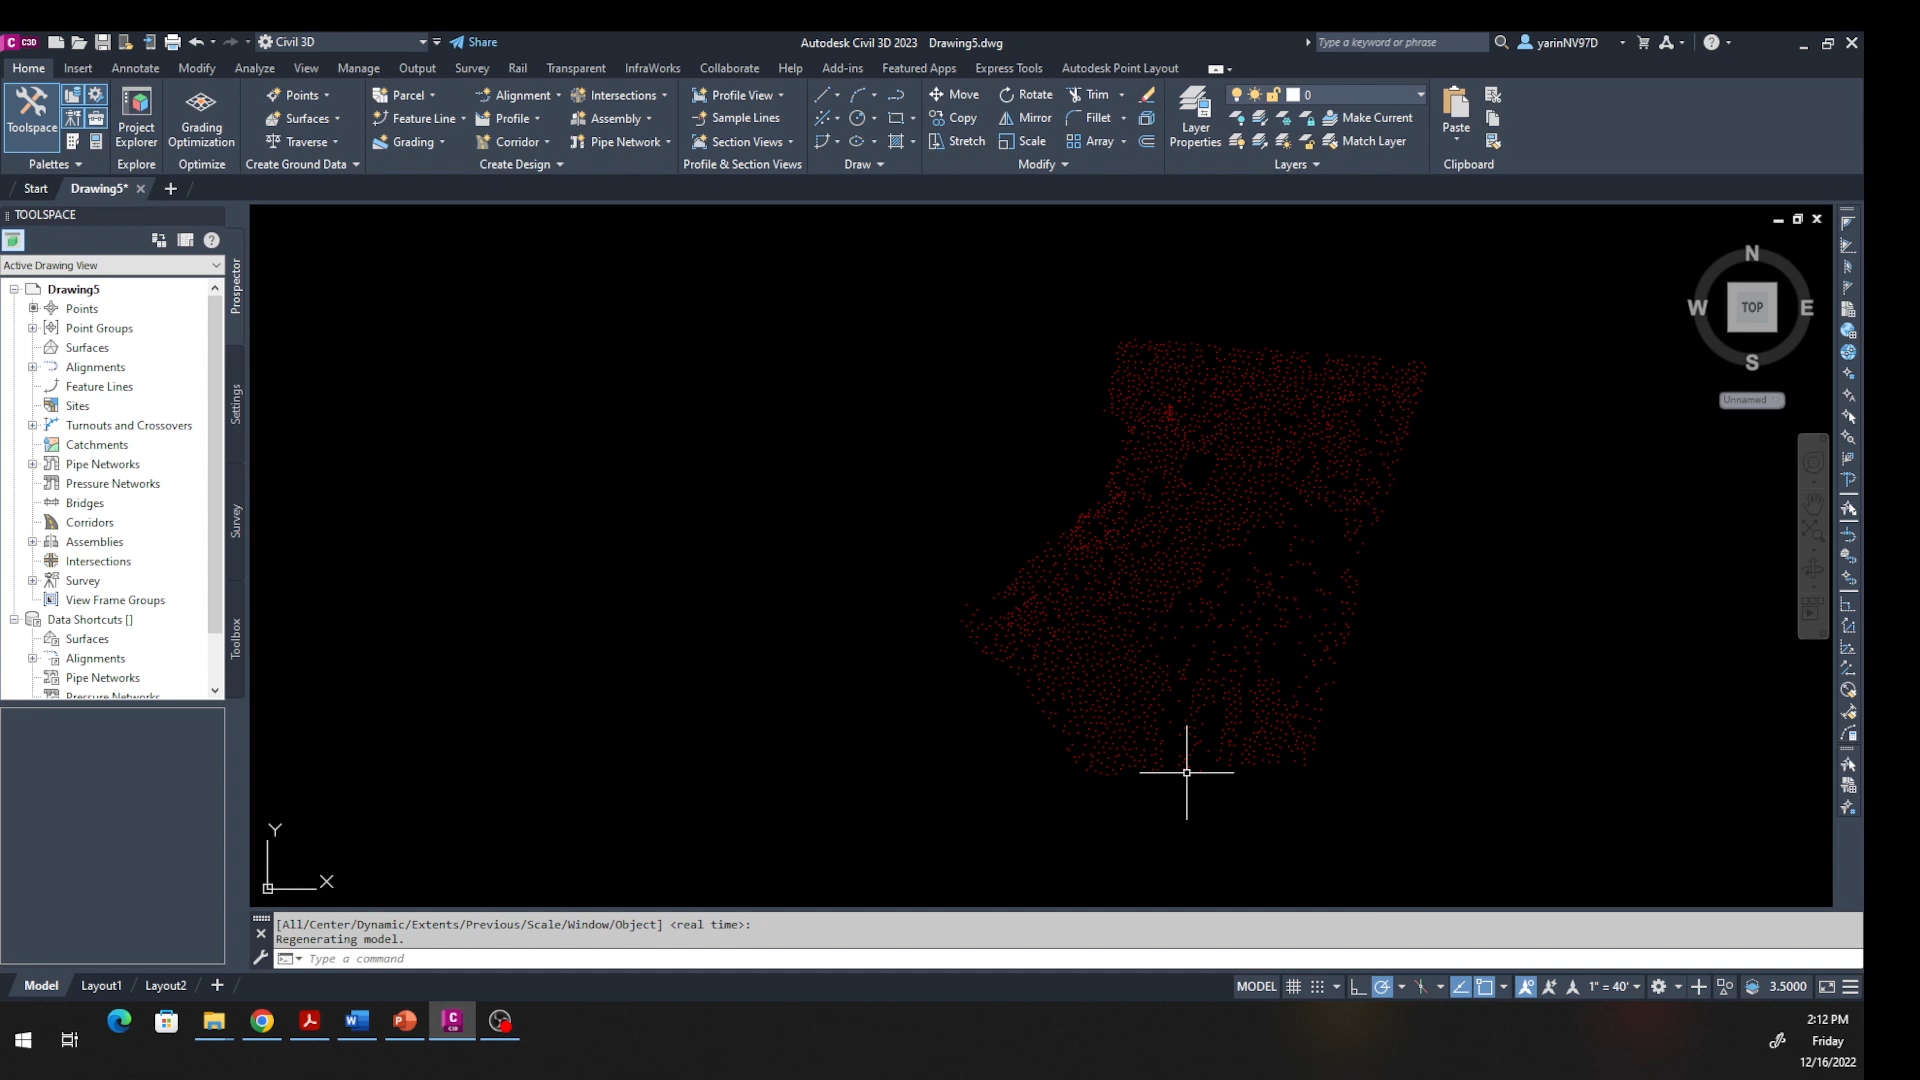 C3D Civil 3D Share Autodesk Civil 3D 2023 Drawing5.dwg Type a keyword or phrase yarinNV97D
Home Insert Annotate Modify Analyze View Manage Output Survey Rail Transparent InfraWorks Collaborate Help Add-ins Featured Apps Express Tools Autodesk Point Layout
Toolspace
Palettes
Project
Explorer
Explore
Grading
Optimization
Optimize
Points
Surfaces
Traverse
Create Ground Data
Parcel Alignment Intersections
Feature Line Profile Assembly
Grading Corridor Pipe Network
Create Design
Profile View
Sample Lines
Section Views
Profile & Section Views
Draw
Move Rotate Trim
Copy Mirror Fillet
Stretch Scale Array
Modify
Layer
Properties
0
Make Current
Match Layer
Layers
Paste
Clipboard
Start Drawing5*
TOOLSPACE
Active Drawing View
Drawing5
Points
Point Groups
Surfaces
Alignments
Feature Lines
Sites
Turnouts and Crossovers
Catchments
Pipe Networks
Pressure Networks
Bridges
Corridors
Assemblies
Intersections
Survey
View Frame Groups
Data Shortcuts []
Surfaces
Alignments
Pipe Networks
Pressure Networks
Prospector
Settings
Survey
Toolbox
N
W TOP E
S
Unnamed
Y
X
[All/Center/Dynamic/Extents/Previous/Scale/Window/Object] <real time>:
Regenerating model.
Type a command
Model Layout1 Layout2 MODEL 1" = 40' 3.5000
2:12 PM
Friday
12/16/2022